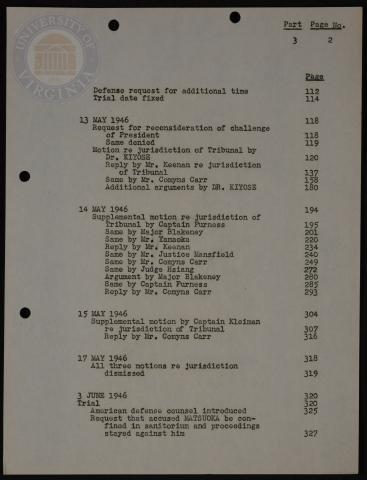 UNIVERSITY OF VIRGINIA
Part Page No.
3 2
Page
Defense request for additional time 112
Trial date fixed 114
13 MAY 1946 118
Request for reconsideration of challenge
of President 118
Same denied 119
Motion re jurisdiction of Tribunal by
Dr. KIYOSE 120
Reply by Mr. Keenan re jurisdiction
of Tribunal 137
Same by Mr. Comyns Carr 158
Additional arguments by DR. KIYOSE 180
14 MAY 1946 194
Supplemental motion re jurisdiction of
Tribunal by Captain Furness 195
Same by Major Blakeney 201
Same by Mr. Yamaoka 220
Reply by Mr. Keenan 234
Same by Mr. Justice Mansfield 240
Same by Mr. Comyns Carr 249
Same by Judge Hsiang 272
Argument by Major Blakeney 280
Same by Captain Furness 285
Reply by Mr. Comyns Carr 293
15 MAY 1946 304
Supplemental motion by Captain Kleiman
re jurisdiction of Tribunal 307
Reply by Mr. Comyns Carr 316
17 MAY 1946 318
All three motions re jurisdiction
dismissed 319
3 JUNE 1946 320
Trial 320
American defense counsel introduced 325
Request that accused MATSUOKA be con-
fined in sanitorium and proceedings
stayed against him 327